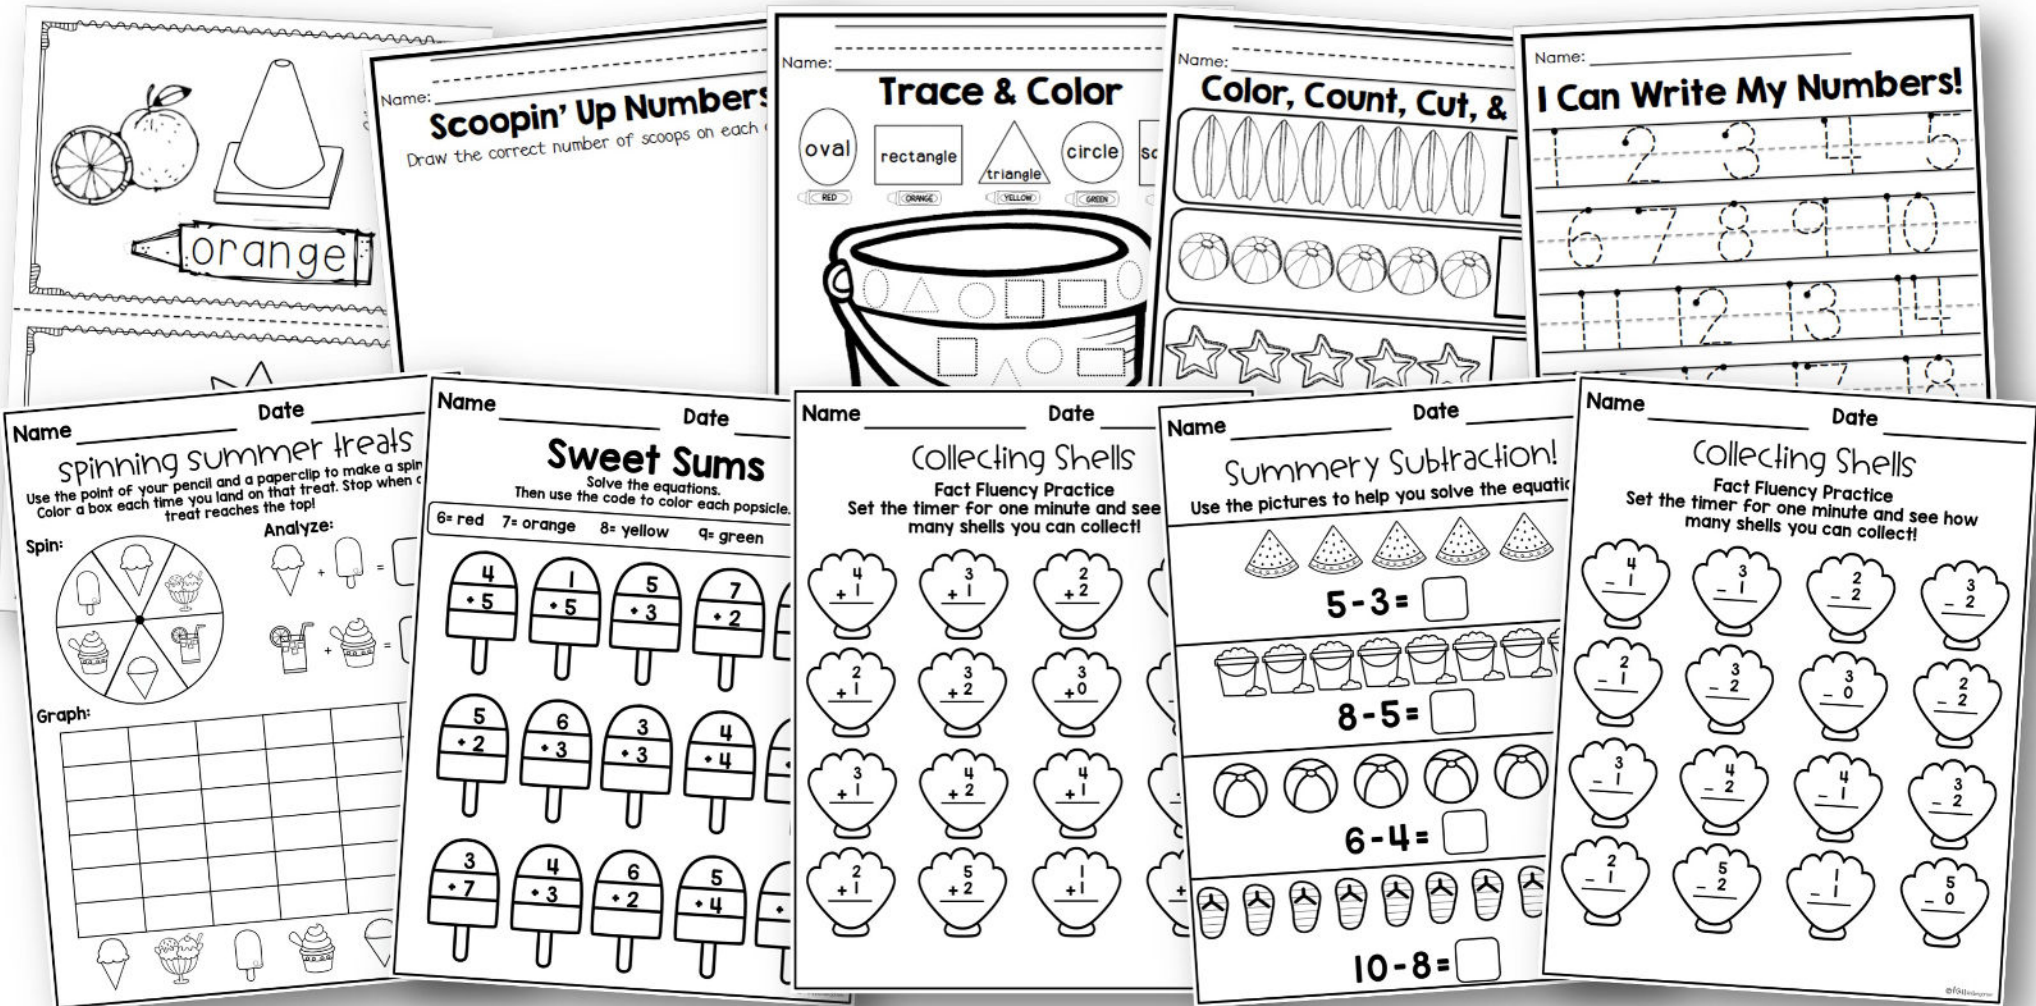 orange
Name:
Scoopin' Up Numbers
Draw the correct number of scoops on each
Name:
Trace & Color
oval
rectangle
triangle
circle
RED
ORANGE
YELLOW
GREEN
Name:
Color, Count, Cut, &
Name:
I Can Write My Numbers!
1 2 3 4 5
6 7 8 9 10
11 12 13 14
17 18
Name Date
Spinning Summer Treats
Use the point of your pencil and a paperclip to make a spin
Color a box each time you land on that treat. Stop when
treat reaches the top!
Spin:
Analyze:
+ =
+ =
Graph:
Name Date
Sweet Sums
Solve the equations.
Then use the code to color each popsicle.
6= red 7= orange 8= yellow 9= green
4 1 5 7
+ 5 + 5 + 3 + 2
5 6 3 4
+ 2 + 3 + 3 + 4
3 4 6 5
+ 7 + 3 + 2 + 4
Name Date
Collecting Shells
Fact Fluency Practice
Set the timer for one minute and see
many shells you can collect!
4 3 2
+ 1 + 1 + 2
2 3 3
+ 1 + 2 + 0
3 4 4
+ 1 + 2 + 1
2 5 1
+ 1 + 2 + 1
Name Date
Summery Subtraction!
Use the pictures to help you solve the
5-3=
8-5=
6-4=
10-8=
Name Date
Collecting Shells
Fact Fluency Practice
Set the timer for one minute and see how
many shells you can collect!
4 3 2 3
- 1 - 1 - 2 - 2
2 3 3 2
- 1 - 2 - 0 - 2
3 4 4 3
- 1 - 2 - 1 - 2
2 5 1 5
- 1 - 2 - 1 - 0